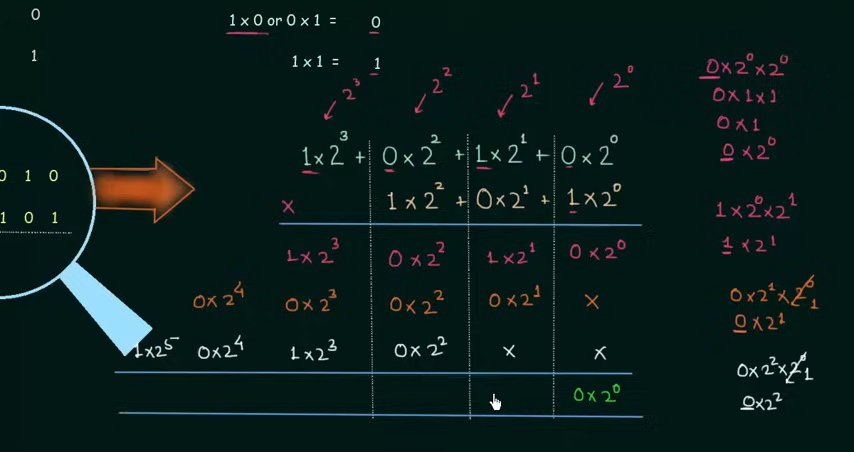 0
1 × 0 or 0 × 1 = 0
1
1 × 1 = 1
2³ 2² 2¹ 2⁰
1 × 2³ + 0 × 2² + 1 × 2¹ + 0 × 2⁰
× 1 × 2² + 0 × 2¹ + 1 × 2⁰
0 1 0
1 0 1
1 × 2³ 0 × 2² 1 × 2¹ 0 × 2⁰
0 × 2⁴ 0 × 2³ 0 × 2² 0 × 2¹ ×
1 × 2⁵ 0 × 2⁴ 1 × 2³ 0 × 2² × ×
0 × 2⁰
0 × 2⁰ × 2⁰
0 × 1 × 1
0 × 1
0 × 2⁰
1 × 2⁰ × 2¹
1 × 2¹
0 × 2¹ × 2⁰ 1
0 × 2¹
0 × 2² × 2⁰ 1
0 × 2²